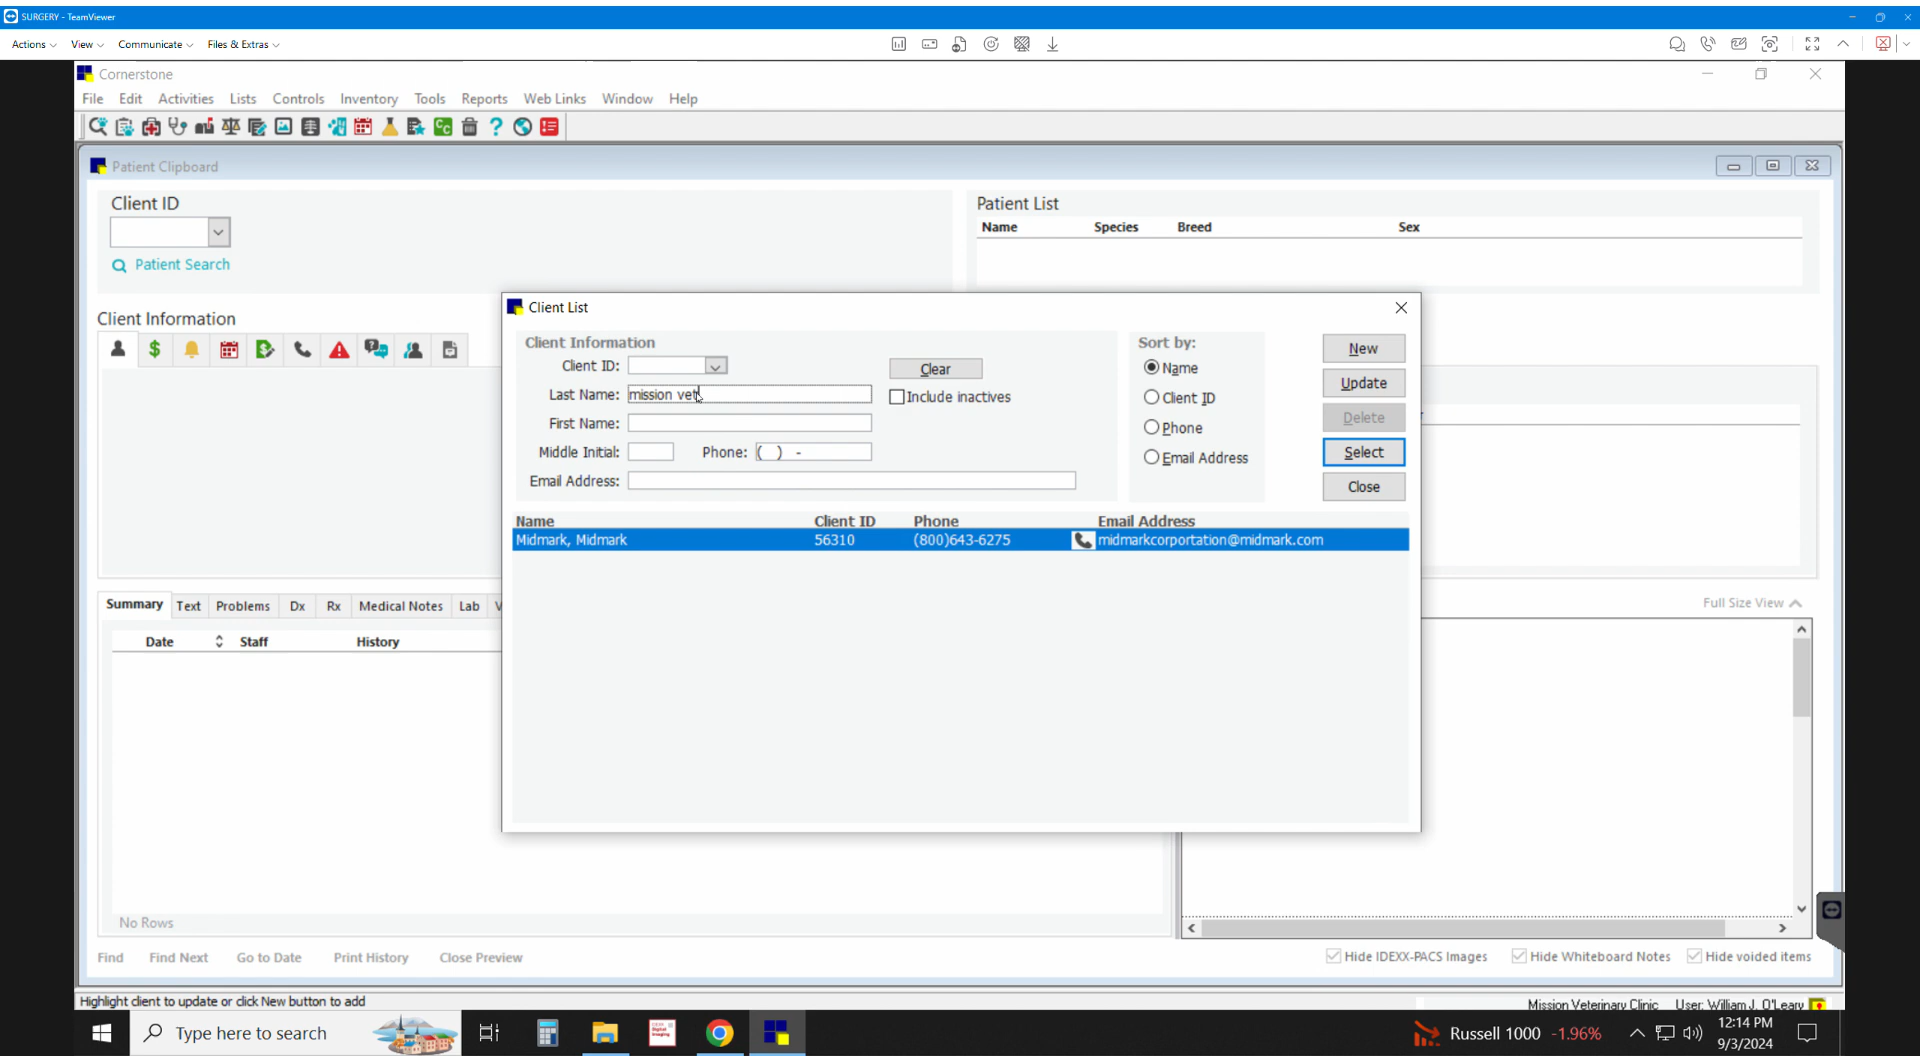 SURGERY - TeamViewer
Actions View Communicate Files & Extras
Cornerstone
File Edit Activities Lists Controls Inventory Tools Reports Web Links Window Help
Patient Clipboard
Client ID
Patient Search
Patient List
Name Species Breed Sex
Client Information
Client List
Client Information
Client ID:
Clear
Last Name: mission vet
Include inactives
First Name:
Middle Initial: Phone: ( ) -
Email Address:
Sort by:
Name
Client ID
Phone
Email Address
New
Update
Delete
Select
Close
Name Client ID Phone Email Address
Midmark, Midmark 56310 (800)643-6275 midmarkcorportation@midmark.com
Summary Text Problems Dx Rx Medical Notes Lab V
Full Size View
Date Staff History
No Rows
Find Find Next Go to Date Print History Close Preview
Hide IDEXX-PACS Images Hide Whiteboard Notes Hide voided items
Highlight client to update or click New button to add
Mission Veterinary Clinic User: William J. O'Leary
Type here to search
Russell 1000 -1.96%
12:14 PM
9/3/2024